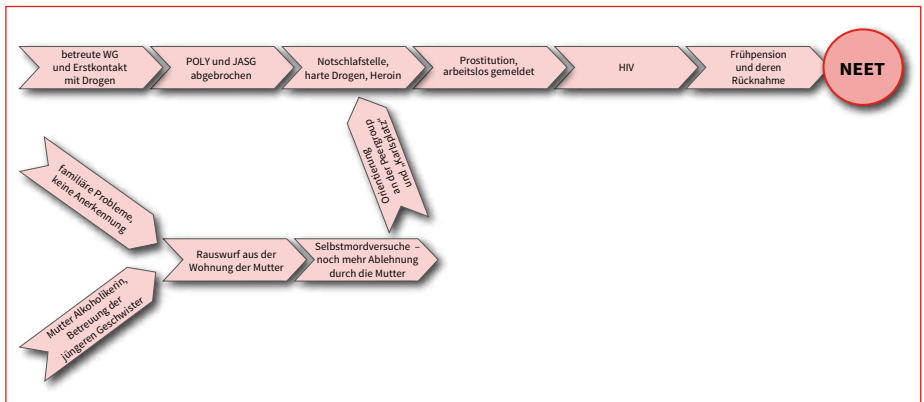 betreute WG
und Erstkontakt
mit Drogen
POLY und JASG
abgebrochen
Notschlafstelle,
harte Drogen, Heroin
Prostitution,
arbeitslos gemeldet
HIV
Frühpension
und deren
Rücknahme
NEET
Orientierung
an der Peergroup
und „Karlsplatz“
familiäre Probleme,
keine Anerkennung
Rauswurf aus der
Wohnung der Mutter
Selbstmordversuche –
noch mehr Ablehnung
durch die Mutter
Mutter Alkoholikerin,
Betreuung der
jüngeren Geschwister